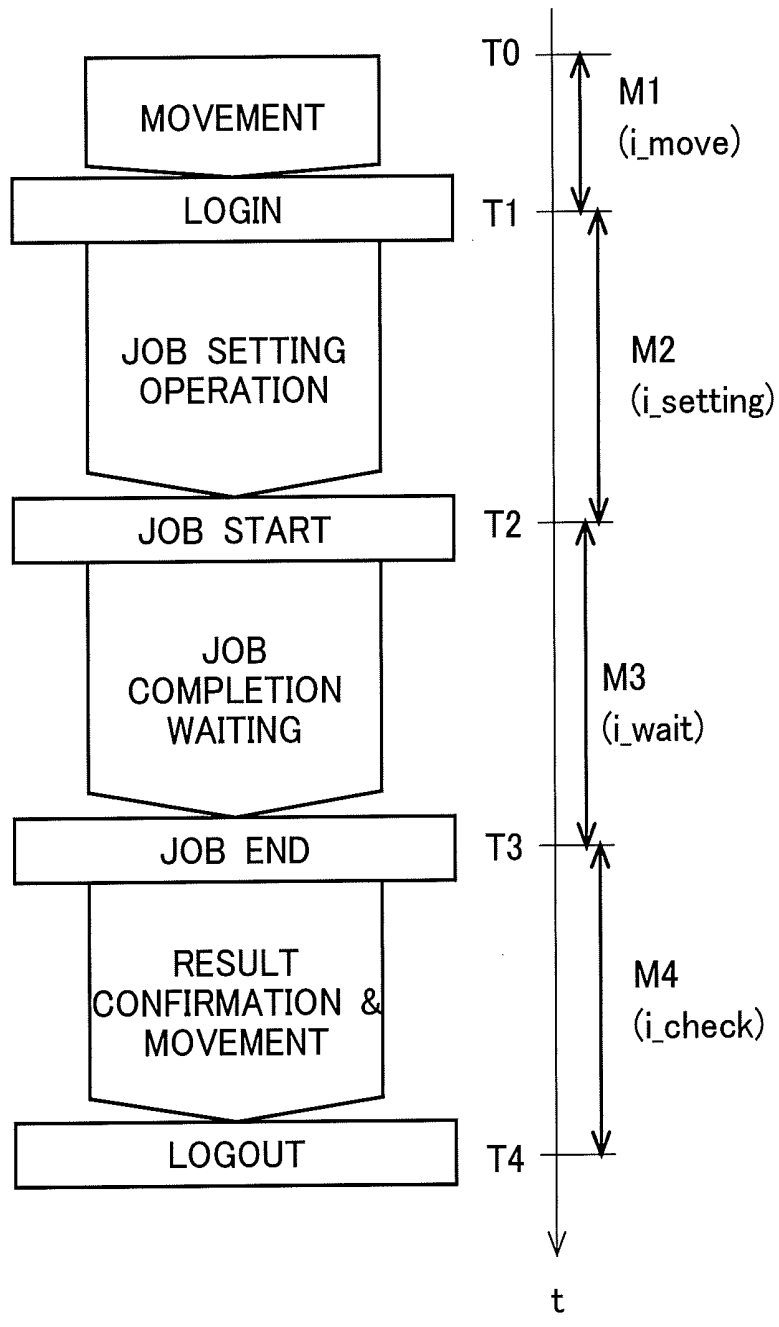 MOVEMENT
LOGIN
JOB SETTING
OPERATION
JOB START
JOB
COMPLETION
WAITING
JOB END
RESULT
CONFIRMATION &
MOVEMENT
LOGOUT
T0
M1
(i_move)
T1
M2
(i_setting)
T2
M3
(i_wait)
T3
M4
(i_check)
T4
t